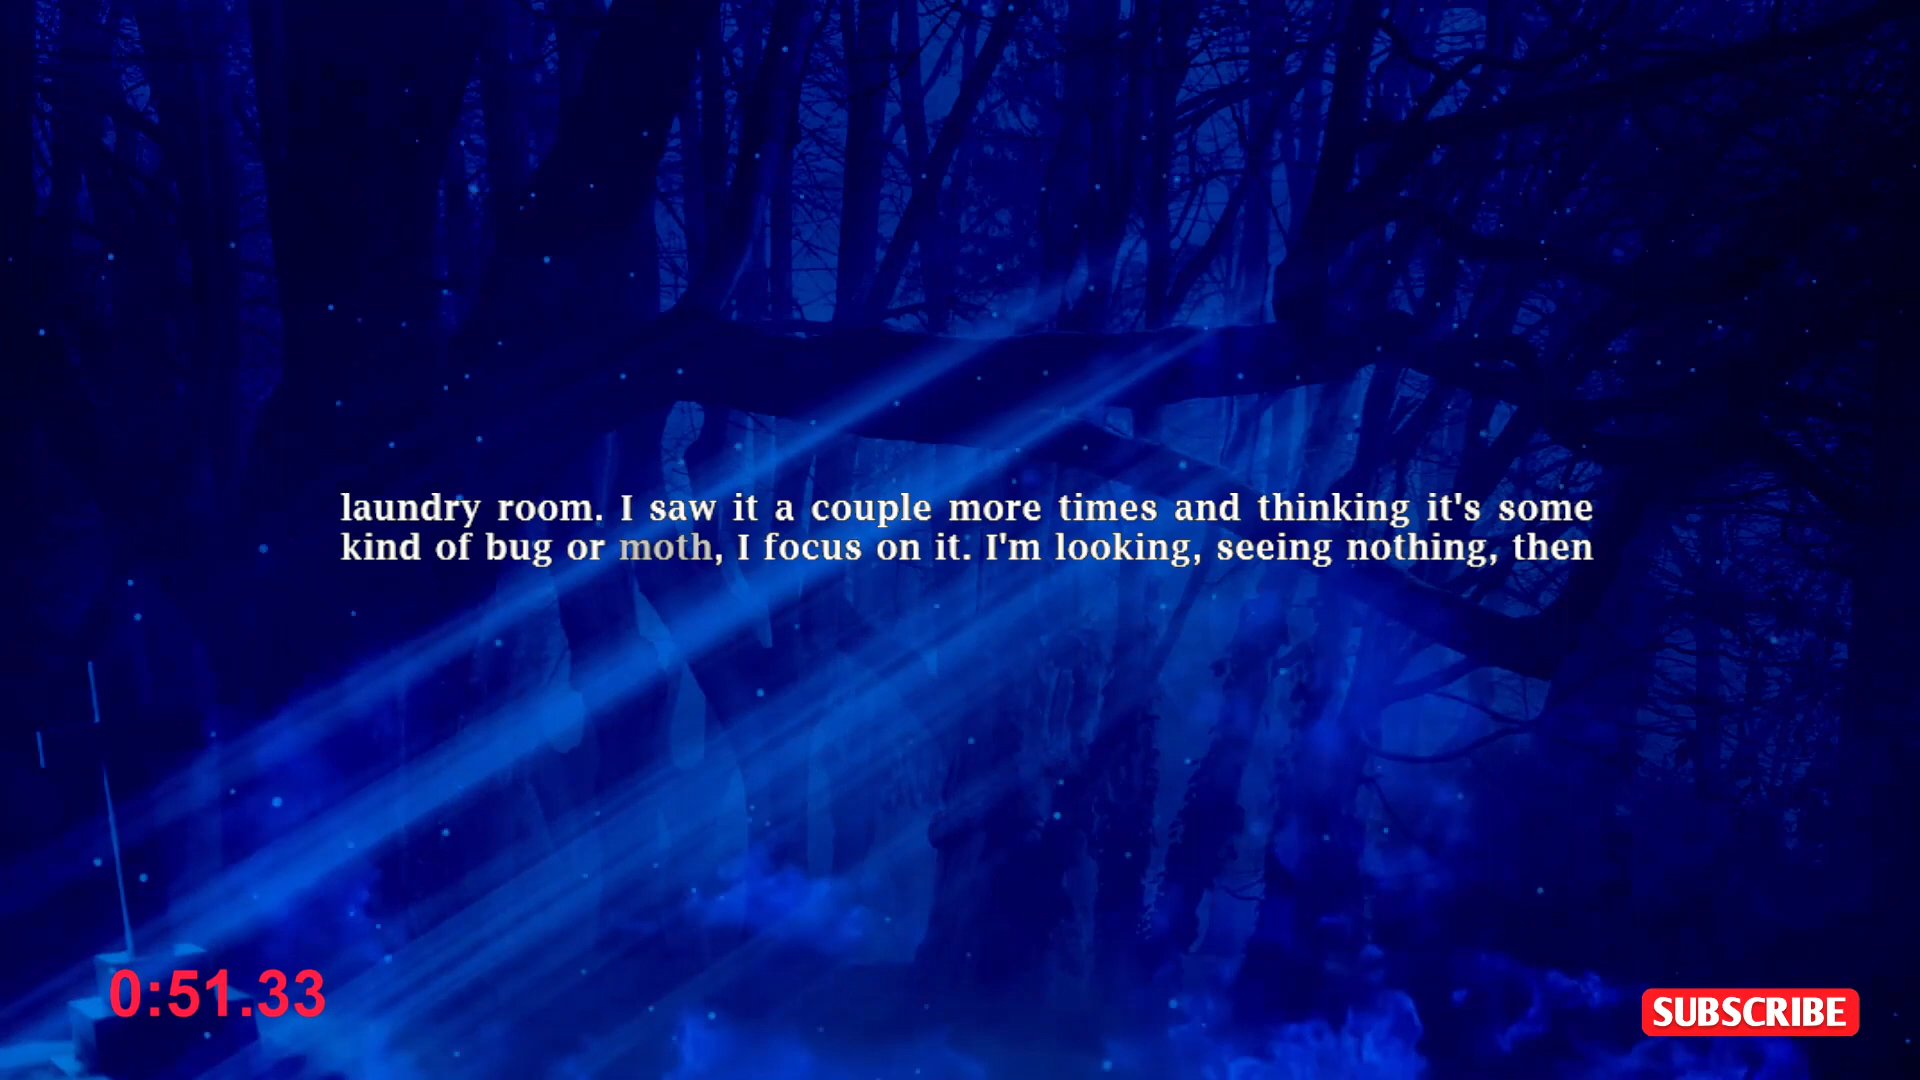 laundry room. I saw it a couple more times and thinking it's some
kind of bug or moth, I focus on it. I'm looking, seeing nothing, then
0:51.33
SUBSCRIBE